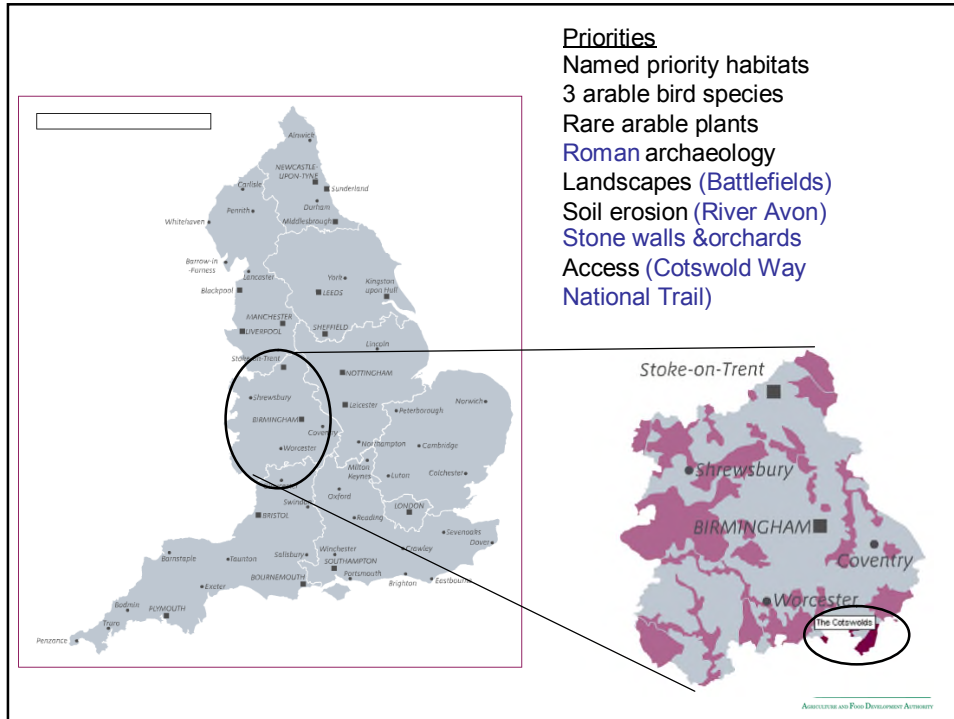 Priorities
Named priority habitats
3 arable bird species
Rare arable plants
Roman archaeology
Landscapes (Battlefields)
Soil erosion (River Avon)
Stone walls &orchards
Access (Cotswold Way
National Trail)
Alnwick
NEWCASTLE-
UPON-TYNE
Sunderland
Carlisle
Durham
Penrith
Middlesbrough
Whitehaven
Barrow-in
-Furness
Lancaster
York
Kingston
upon Hull
Blackpool
LEEDS
MANCHESTER
LIVERPOOL
SHEFFIELD
Lincoln
Stoke-on-Trent
NOTTINGHAM
Shrewsbury
Leicester
Peterborough
Norwich
BIRMINGHAM
Coventry
Northampton
Cambridge
Worcester
Milton
Keynes
Luton
Colchester
Oxford
Swindon
LONDON
BRISTOL
Reading
Sevenoaks
Dover
Barnstaple
Taunton
Salisbury
Winchester
Crawley
SOUTHAMPTON
Exeter
BOURNEMOUTH
Portsmouth
Brighton
Eastbourne
Bodmin
PLYMOUTH
Truro
Penzance
Stoke-on-Trent
Shrewsbury
BIRMINGHAM
Coventry
Worcester
The Cotswolds
AGRICULTURE AND FOOD DEVELOPMENT AUTHORITY